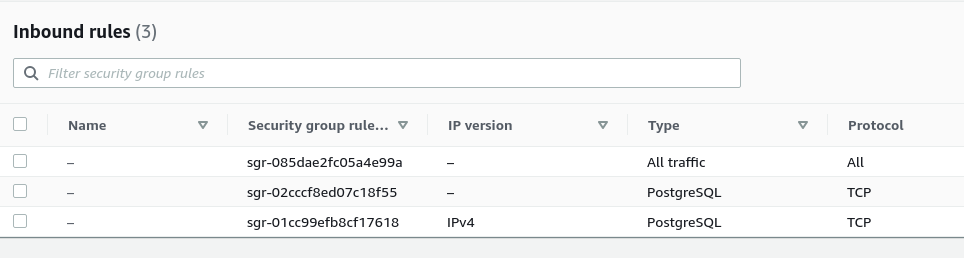 Inbound rules (3)
Filter security group rules
Name Security group rule... IP version Type Protocol
– sgr-085dae2fc05a4e99a – All traffic All
– sgr-02cccf8ed07c18f55 – PostgreSQL TCP
– sgr-01cc99efb8cf17618 IPv4 PostgreSQL TCP